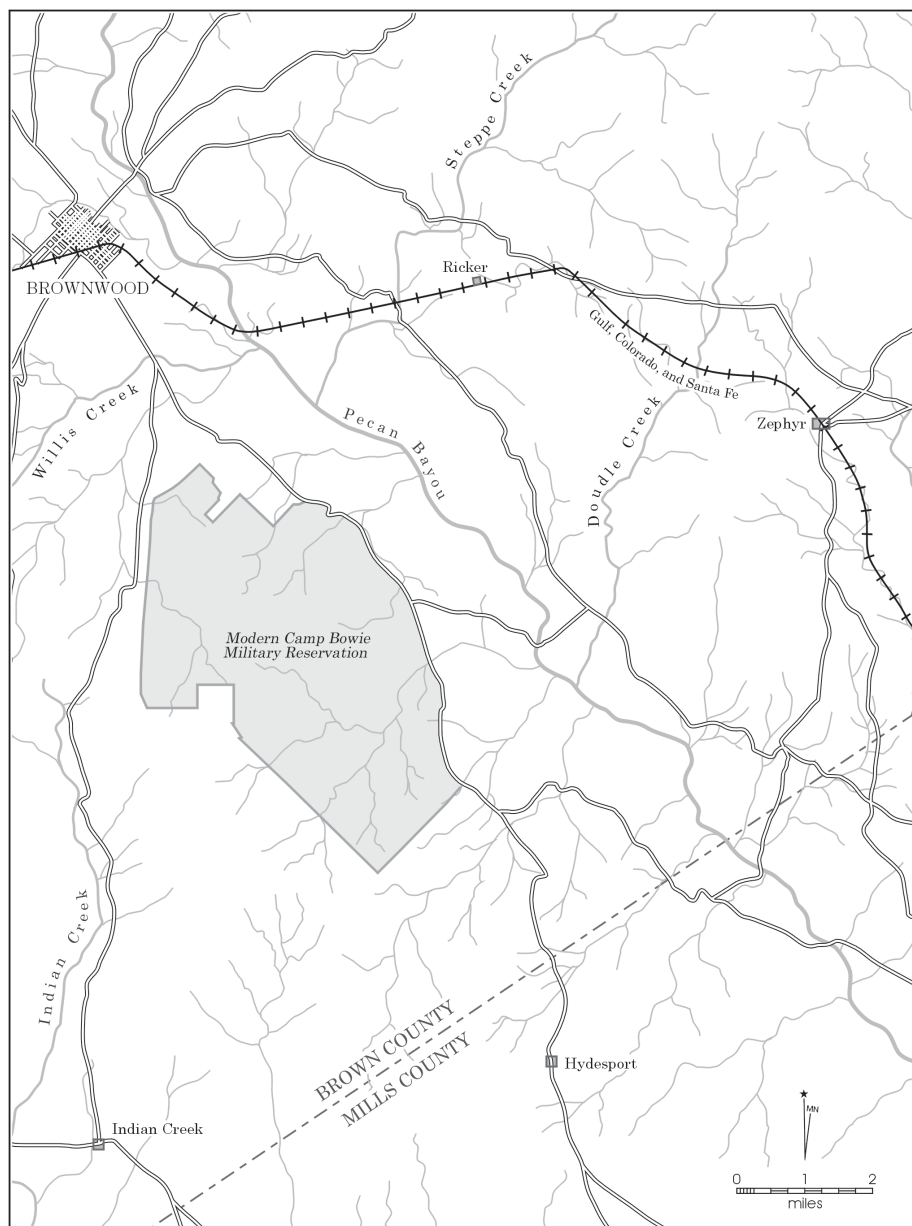 Steppe Creek
Ricker
BROWNWOOD
Gulf, Colorado, and Santa Fe
Willis Creek
Pecan Bayou
Doudle Creek
Zephyr
Modern Camp Bowie
Military Reservation
Indian Creek
BROWN COUNTY
MILLS COUNTY
Hydesport
Indian Creek
MN
0 1 2
miles